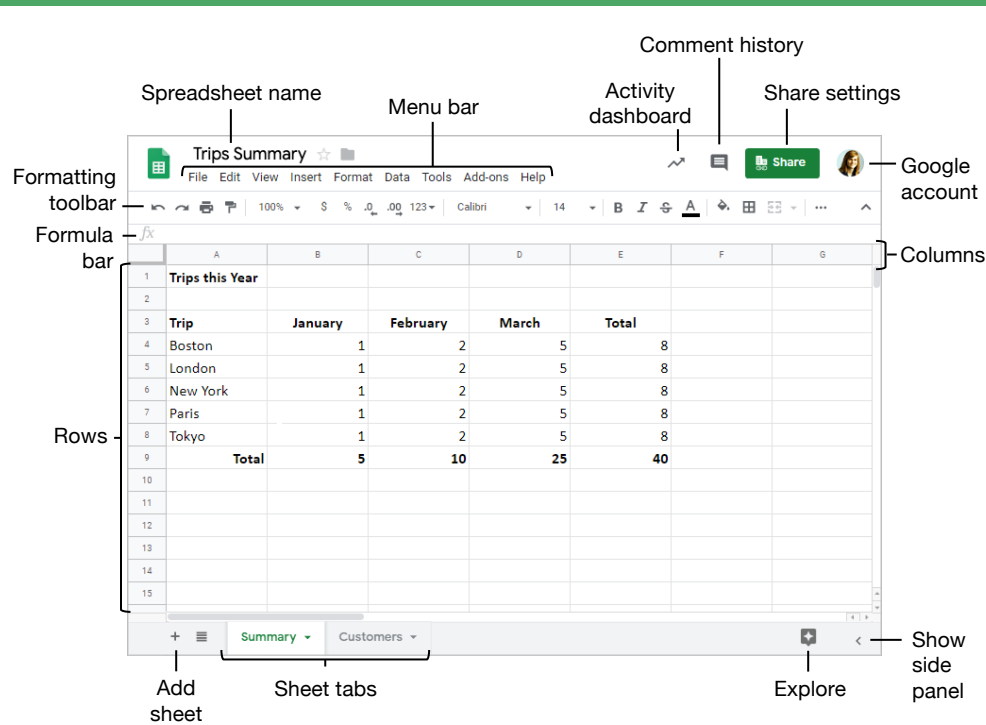 Comment history
Spreadsheet name
Menu bar
Activity
dashboard
Share settings
Trips Summary
Share
File Edit View Insert Format Data Tools Add-ons Help
Google
account
Formatting
toolbar
100% $ % .0 .00 123 Calibri 14 B I S A ...
Formula
bar
fx
Columns
A B C D E F G
1 Trips this Year
2
3 Trip January February March Total
4 Boston 1 2 5 8
5 London 1 2 5 8
6 New York 1 2 5 8
7 Paris 1 2 5 8
Rows
8 Tokyo 1 2 5 8
9 Total 5 10 25 40
10
11
12
13
14
15
+ Summary Customers
Show
side
panel
Add
sheet
Sheet tabs
Explore